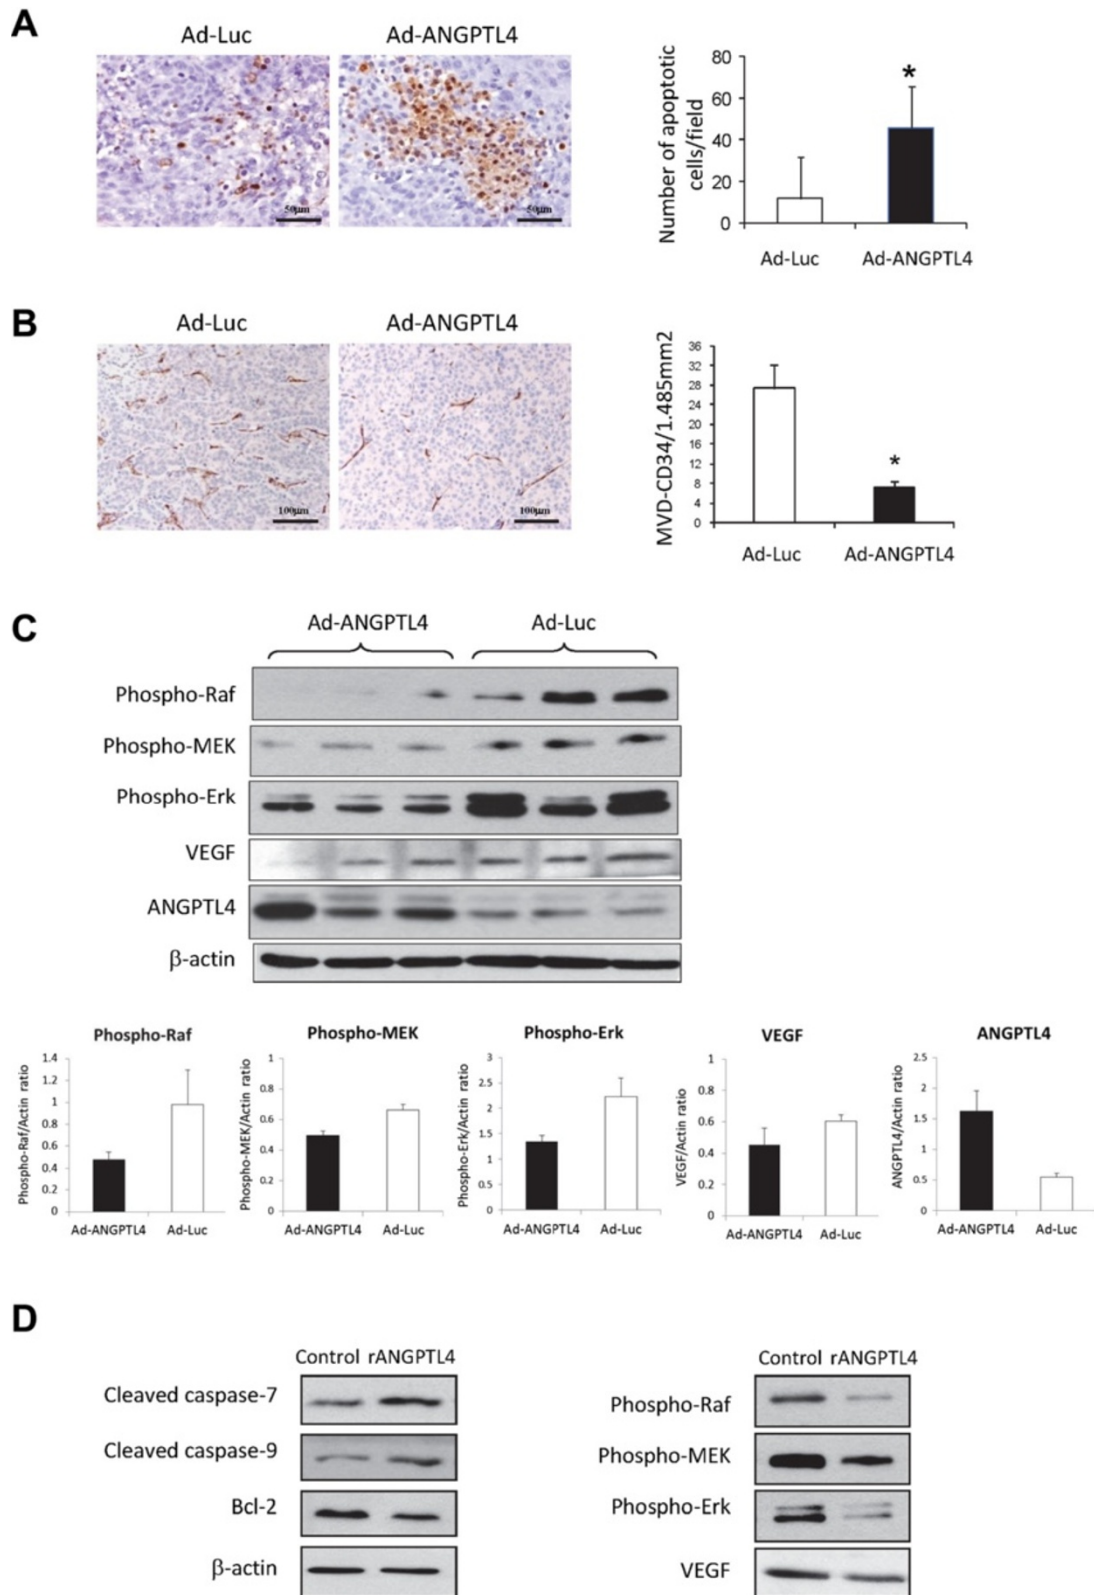 A
Ad-Luc Ad-ANGPTL4
50µm 50µm
Number of apoptotic
cells/field
80
60
40
20
0
*
Ad-Luc Ad-ANGPTL4
B
Ad-Luc Ad-ANGPTL4
100µm 100µm
MVD-CD34/1.485mm2
36
32
28
24
20
16
12
8
4
0
*
Ad-Luc Ad-ANGPTL4
C
Ad-ANGPTL4 Ad-Luc
Phospho-Raf
Phospho-MEK
Phospho-Erk
VEGF
ANGPTL4
β-actin
Phospho-Raf
Phospho-Raf/Actin ratio
1.4
1.2
1
0.8
0.6
0.4
0.2
0
Ad-ANGPTL4 Ad-Luc
Phospho-MEK
Phospho-MEK/Actin ratio
1
0.8
0.6
0.4
0.2
0
Ad-ANGPTL4 Ad-Luc
Phospho-Erk
Phospho-Erk/Actin ratio
3
2.5
2
1.5
1
0.5
0
Ad-ANGPTL4 Ad-Luc
VEGF
VEGF/Actin ratio
1
0.8
0.6
0.4
0.2
0
Ad-ANGPTL4 Ad-Luc
ANGPTL4
ANGPTL4/Actin ratio
2.5
2
1.5
1
0.5
0
Ad-ANGPTL4 Ad-Luc
D
Control rANGPTL4
Cleaved caspase-7
Cleaved caspase-9
Bcl-2
β-actin
Control rANGPTL4
Phospho-Raf
Phospho-MEK
Phospho-Erk
VEGF